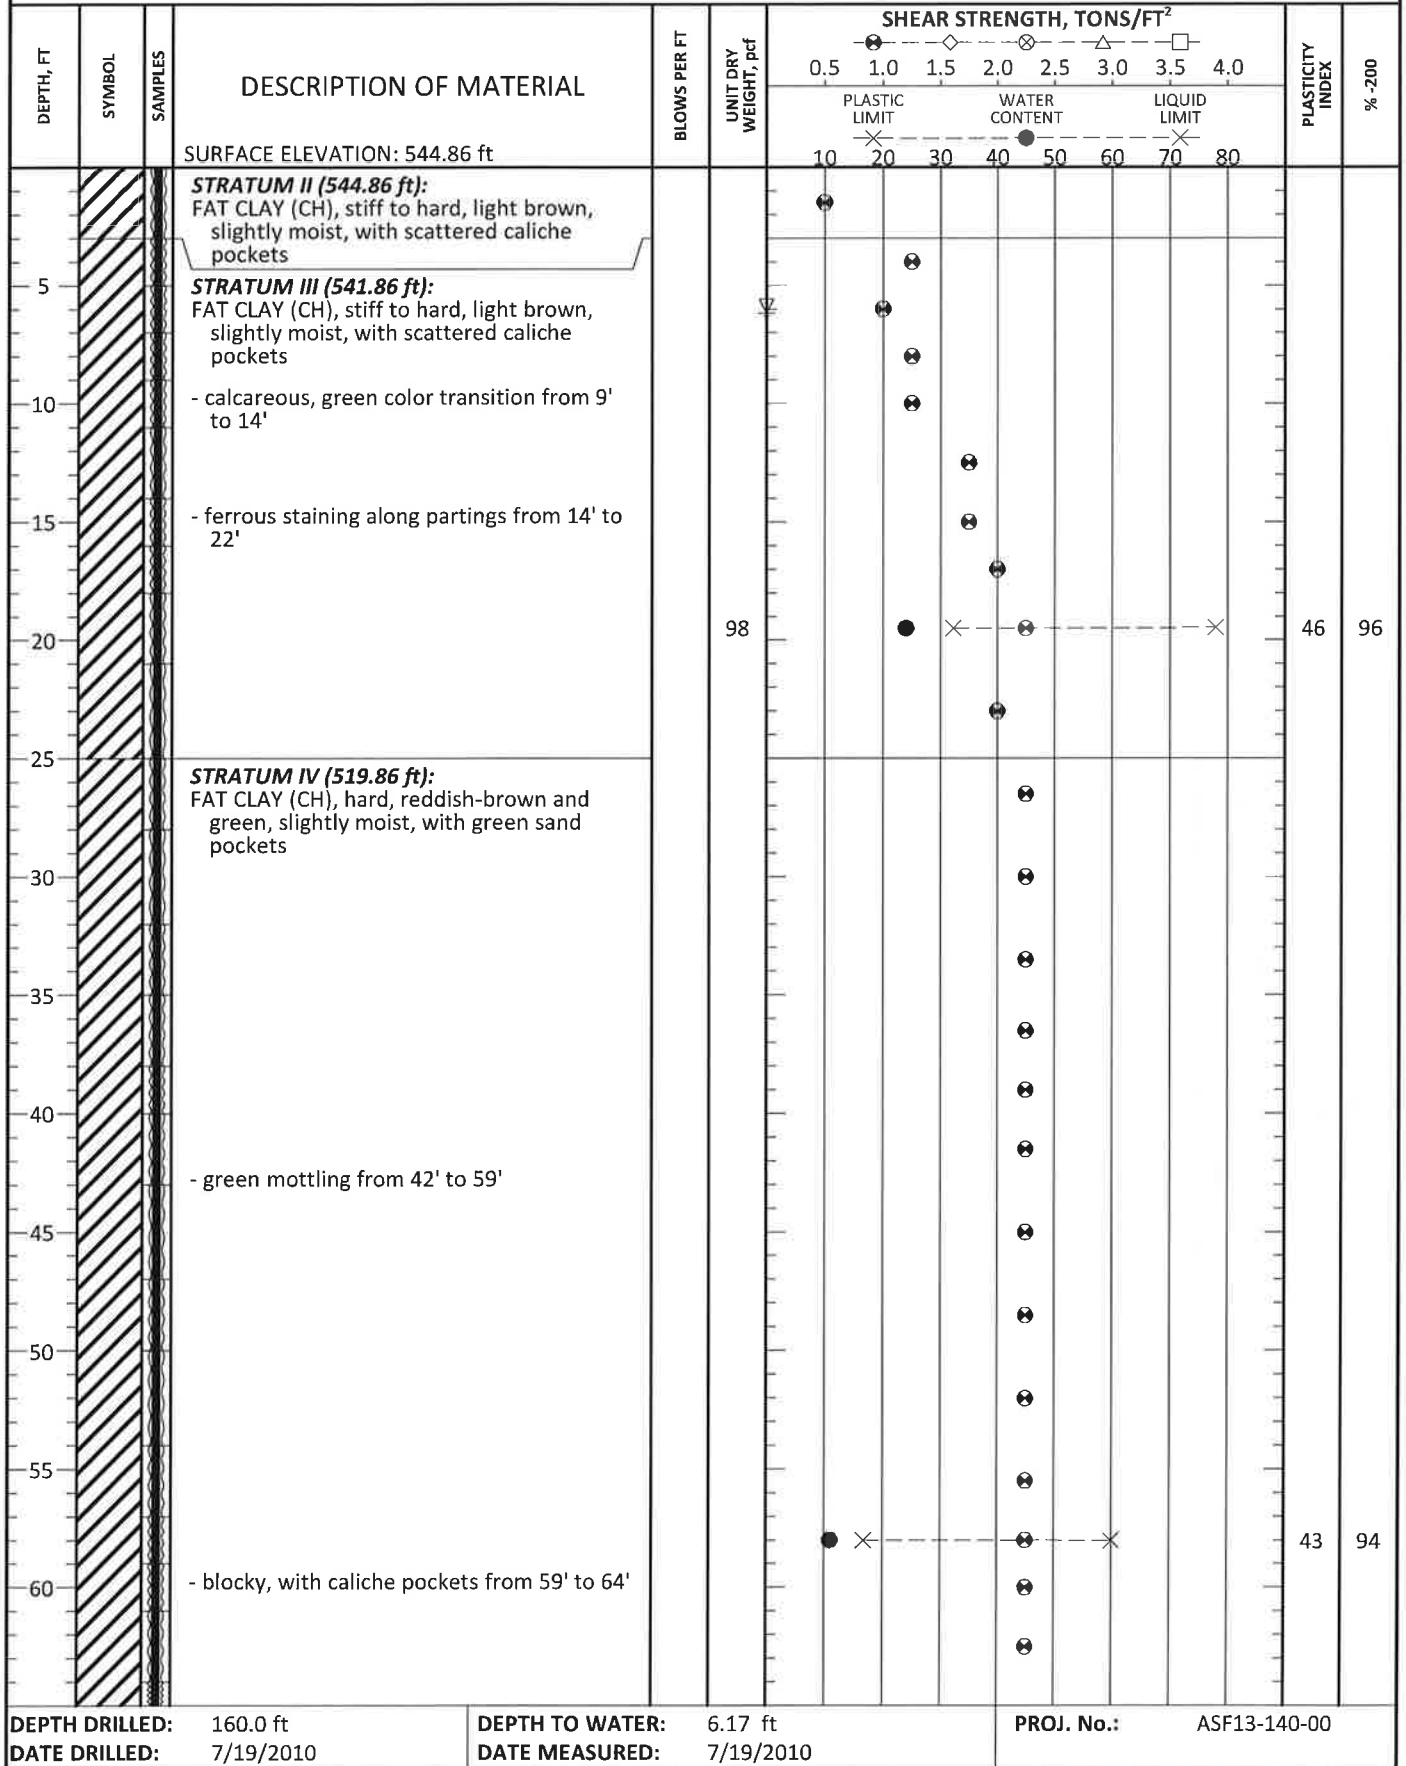 DEPTH, FT
SYMBOL
SAMPLES
DESCRIPTION OF MATERIAL
SURFACE ELEVATION: 544.86 ft
BLOWS PER FT
UNIT DRY
WEIGHT, pcf
SHEAR STRENGTH, TONS/FT²
0.5 1.0 1.5 2.0 2.5 3.0 3.5 4.0
PLASTIC
LIMIT
WATER
CONTENT
LIQUID
LIMIT
10 20 30 40 50 60 70 80
PLASTICITY
INDEX
% -200
STRATUM II (544.86 ft):
FAT CLAY (CH), stiff to hard, light brown,
slightly moist, with scattered caliche
pockets
5
STRATUM III (541.86 ft):
FAT CLAY (CH), stiff to hard, light brown,
slightly moist, with scattered caliche
pockets
10
- calcareous, green color transition from 9'
to 14'
15
- ferrous staining along partings from 14' to
22'
20
98
46
96
25
STRATUM IV (519.86 ft):
FAT CLAY (CH), hard, reddish-brown and
green, slightly moist, with green sand
pockets
30
35
40
- green mottling from 42' to 59'
45
50
55
43
94
60
- blocky, with caliche pockets from 59' to 64'
DEPTH DRILLED: 160.0 ft
DATE DRILLED: 7/19/2010
DEPTH TO WATER: 6.17 ft
DATE MEASURED: 7/19/2010
PROJ. No.: ASF13-140-00